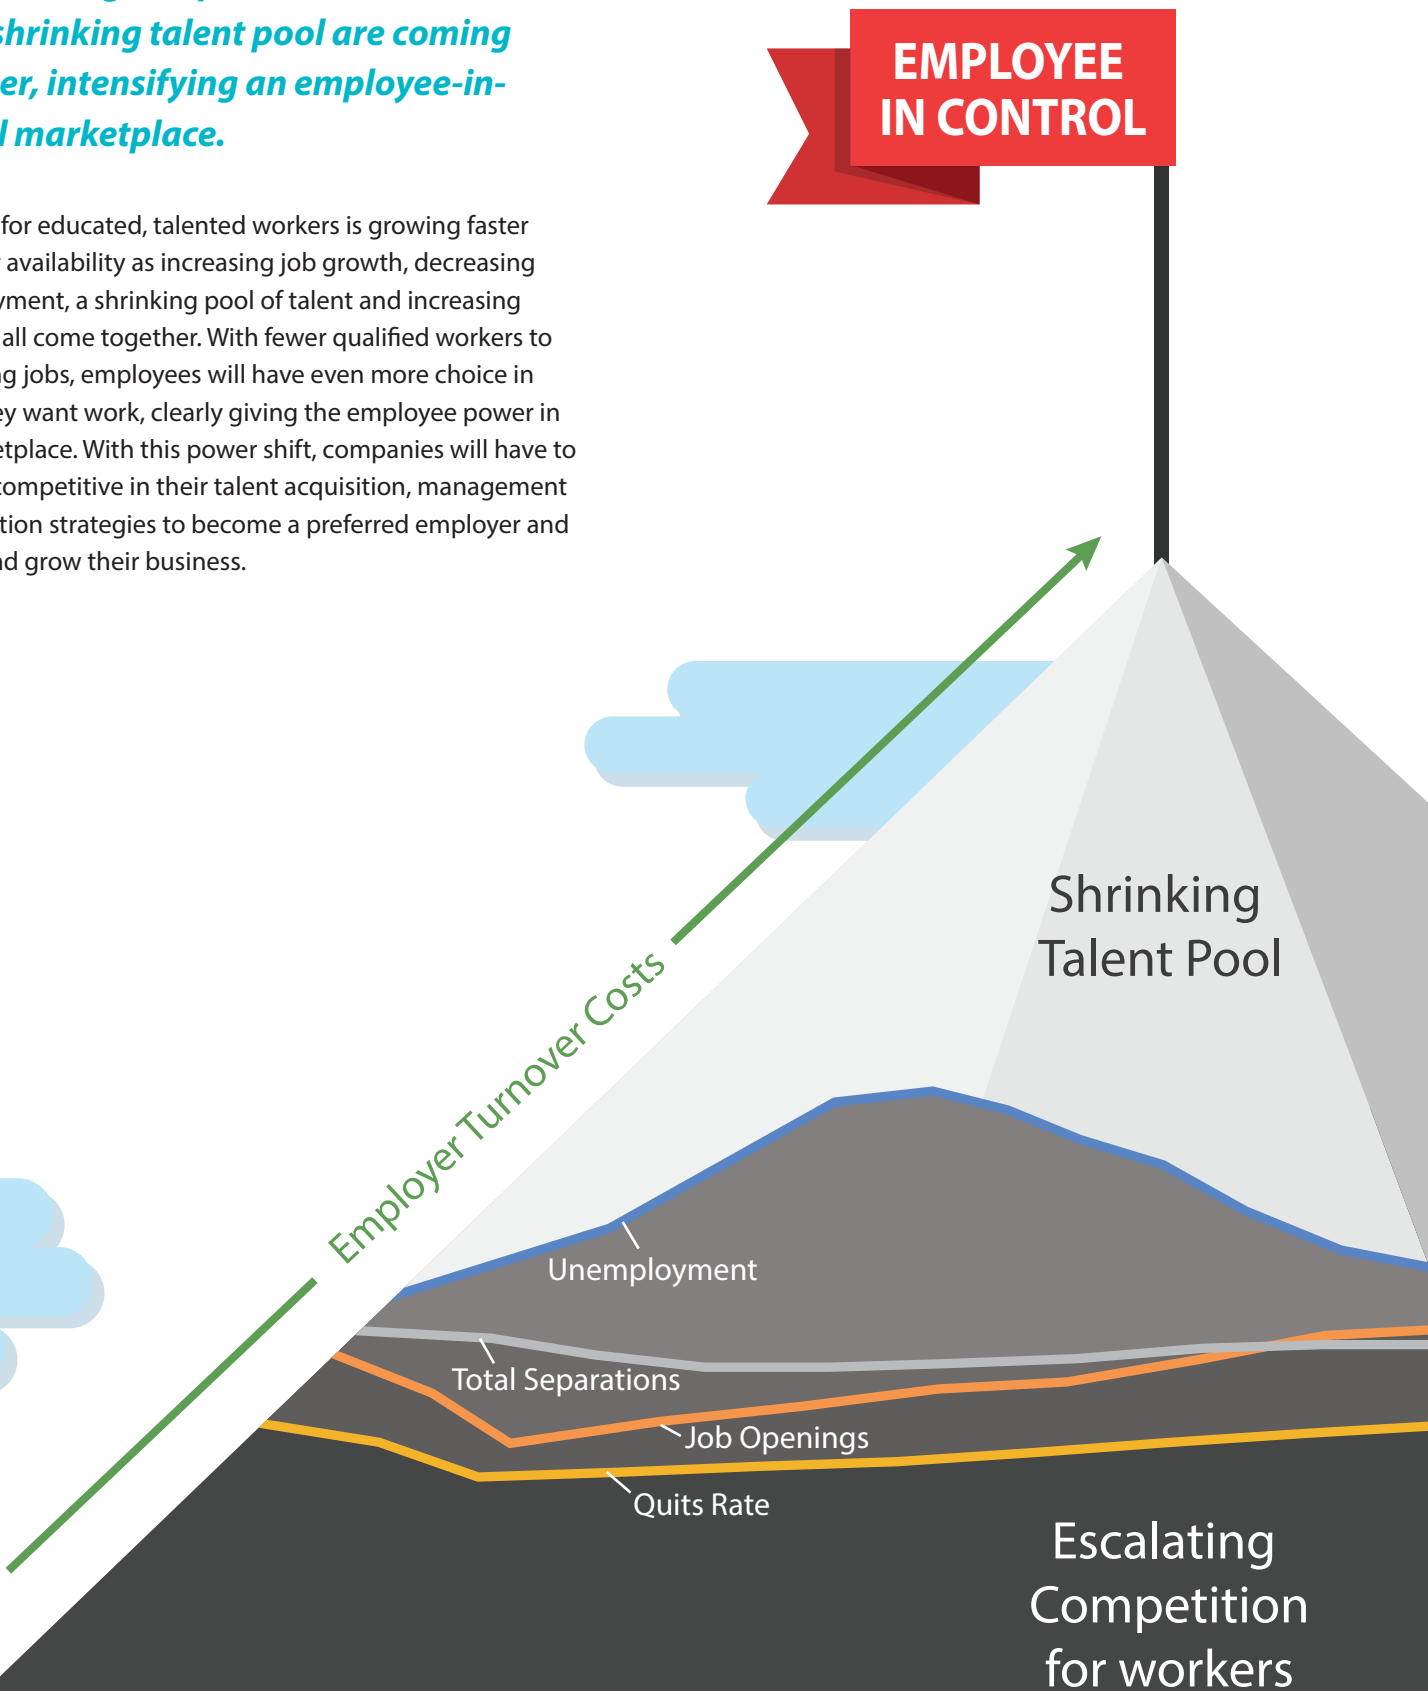 shrinking talent pool are coming
er, intensifying an employee-in-
l marketplace.
for educated, talented workers is growing faster
availability as increasing job growth, decreasing
yment, a shrinking pool of talent and increasing
all come together. With fewer qualified workers to
ng jobs, employees will have even more choice in
ey want work, clearly giving the employee power in
etplace. With this power shift, companies will have to
competitive in their talent acquisition, management
tion strategies to become a preferred employer and
nd grow their business.
EMPLOYEE
IN CONTROL
Shrinking
Talent Pool
Employer Turnover Costs
Unemployment
Total Separations
Job Openings
Quits Rate
Escalating
Competition
for workers